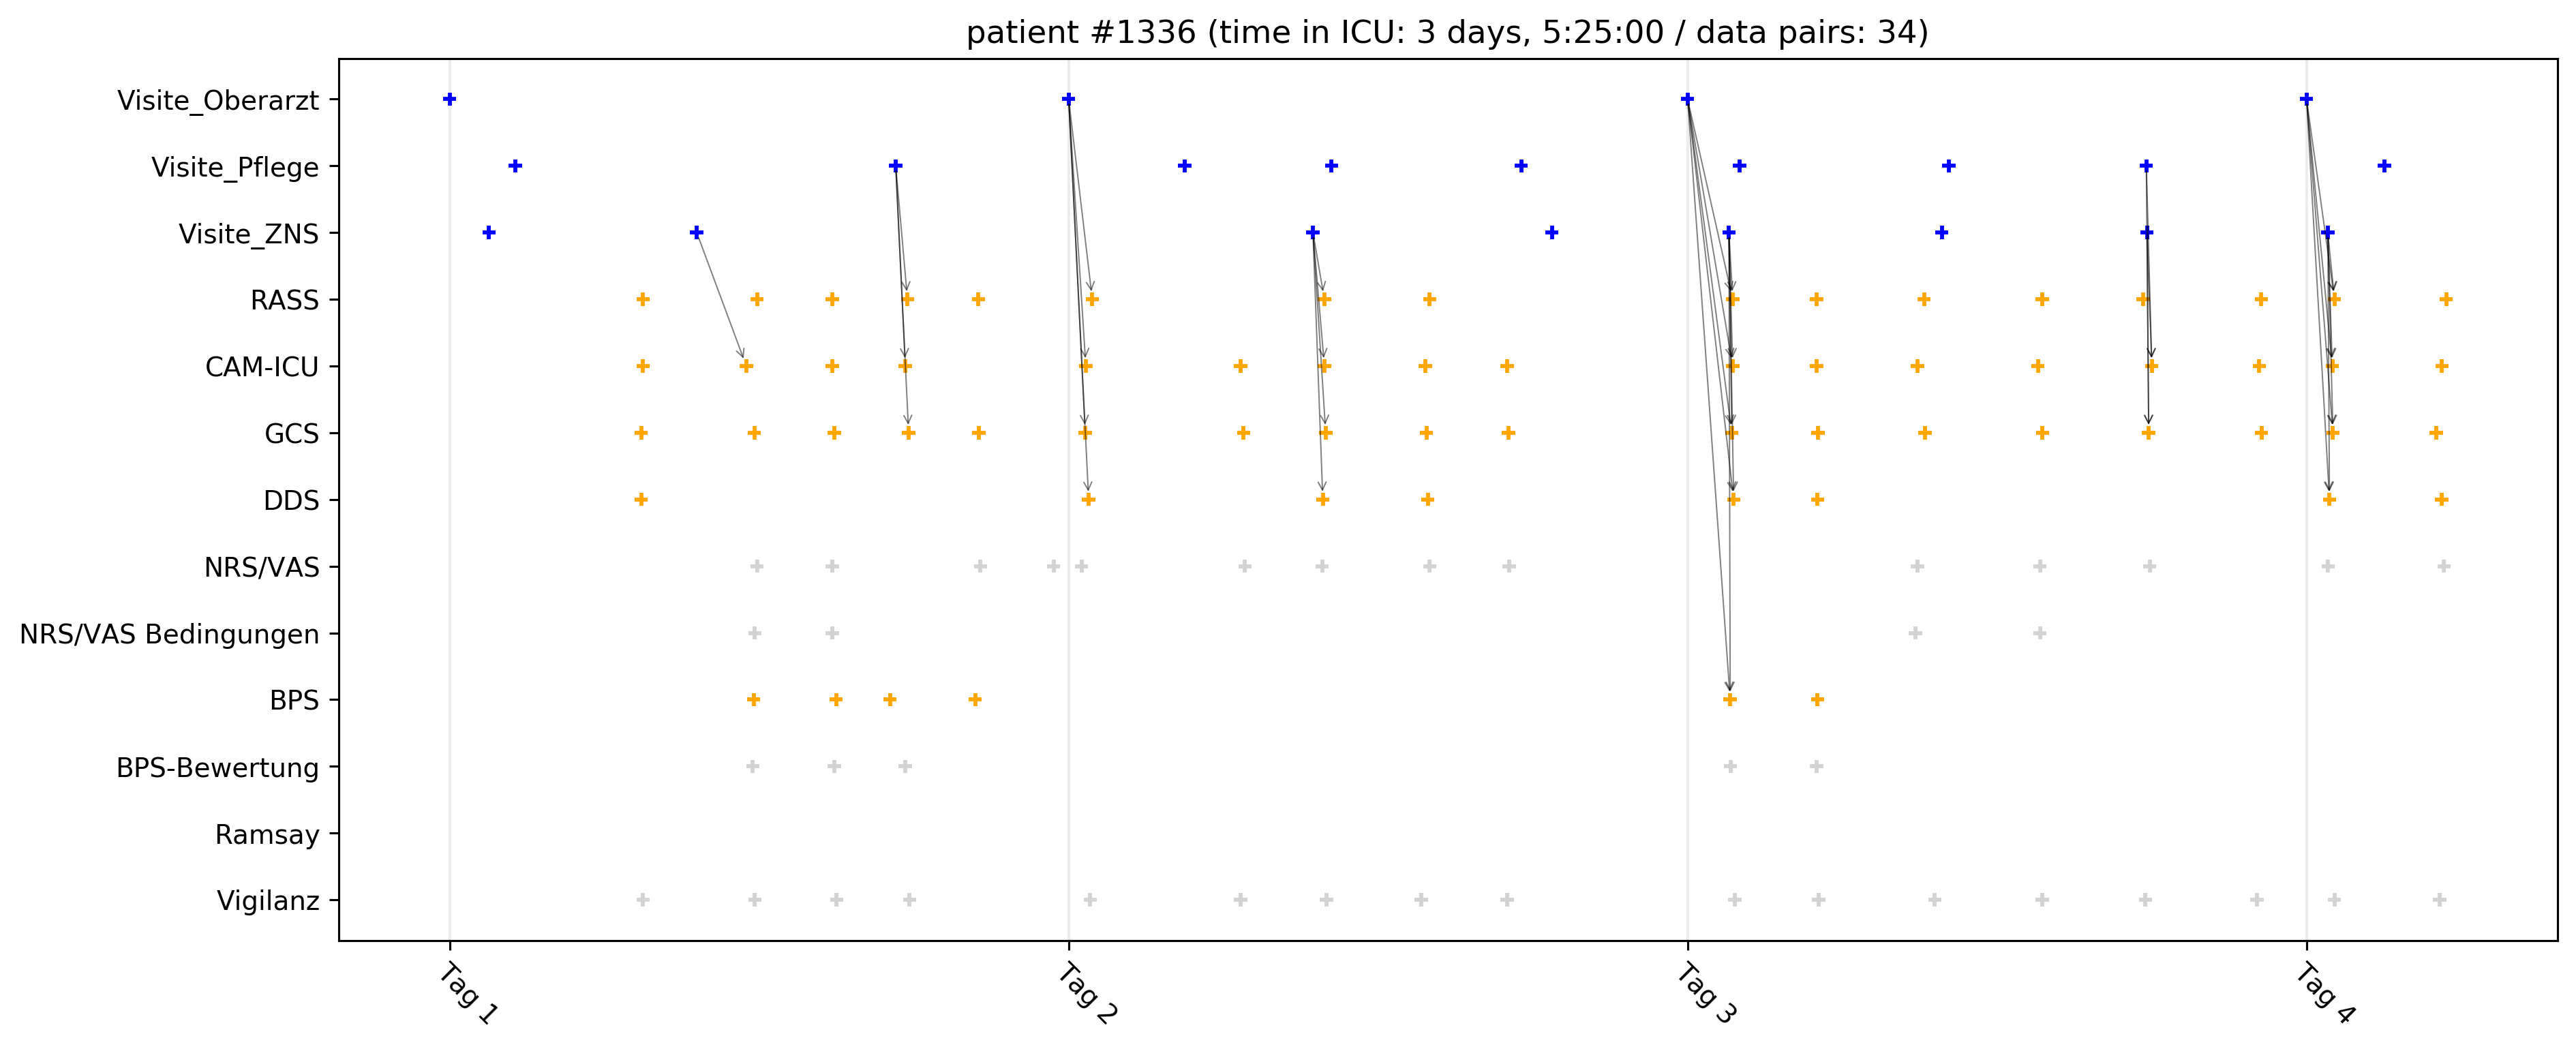 patient #1336 (time in ICU: 3 days, 5:25:00 / data pairs: 34)
Visite_Oberarzt
Visite_Pflege
Visite_ZNS
RASS
CAM-ICU
GCS
DDS
NRS/VAS
NRS/VAS Bedingungen
BPS
BPS-Bewertung
Ramsay
Vigilanz
Tag 1
Tag 2
Tag 3
Tag 4